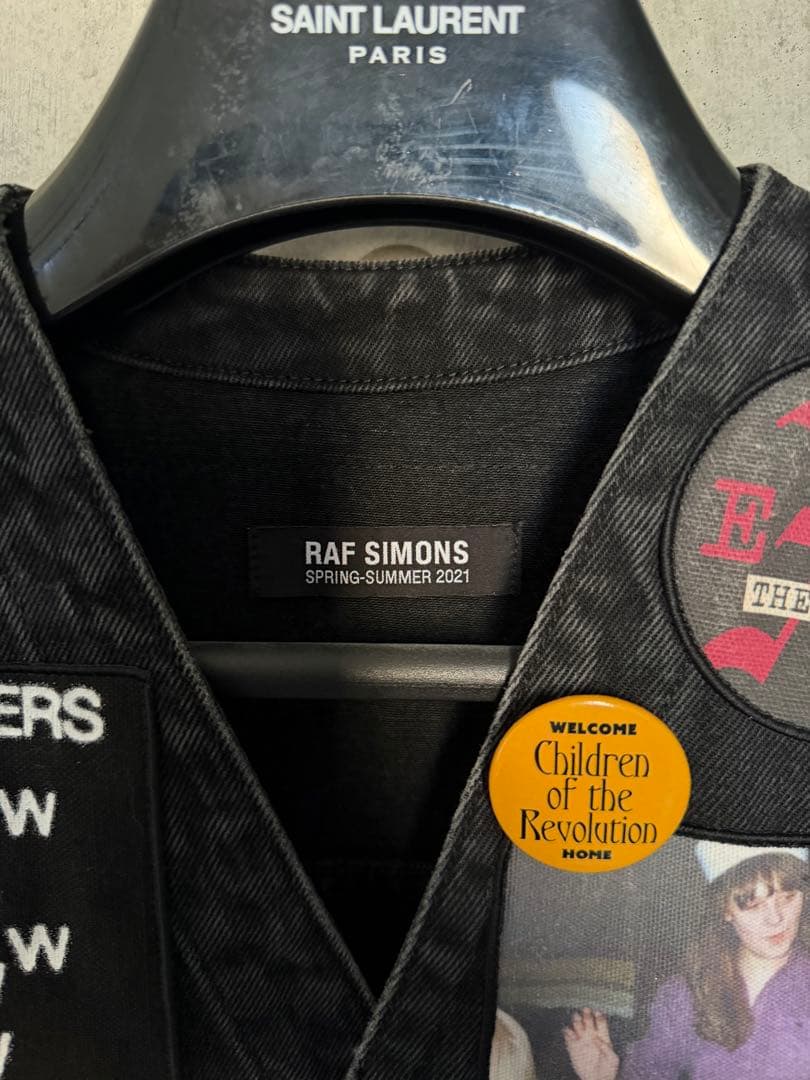 SAINT LAURENT
PARIS
RAF SIMONS
SPRING-SUMMER 2021
E
THE
ERS
W
W
WELCOME
Children
of the
Revolution
HOME